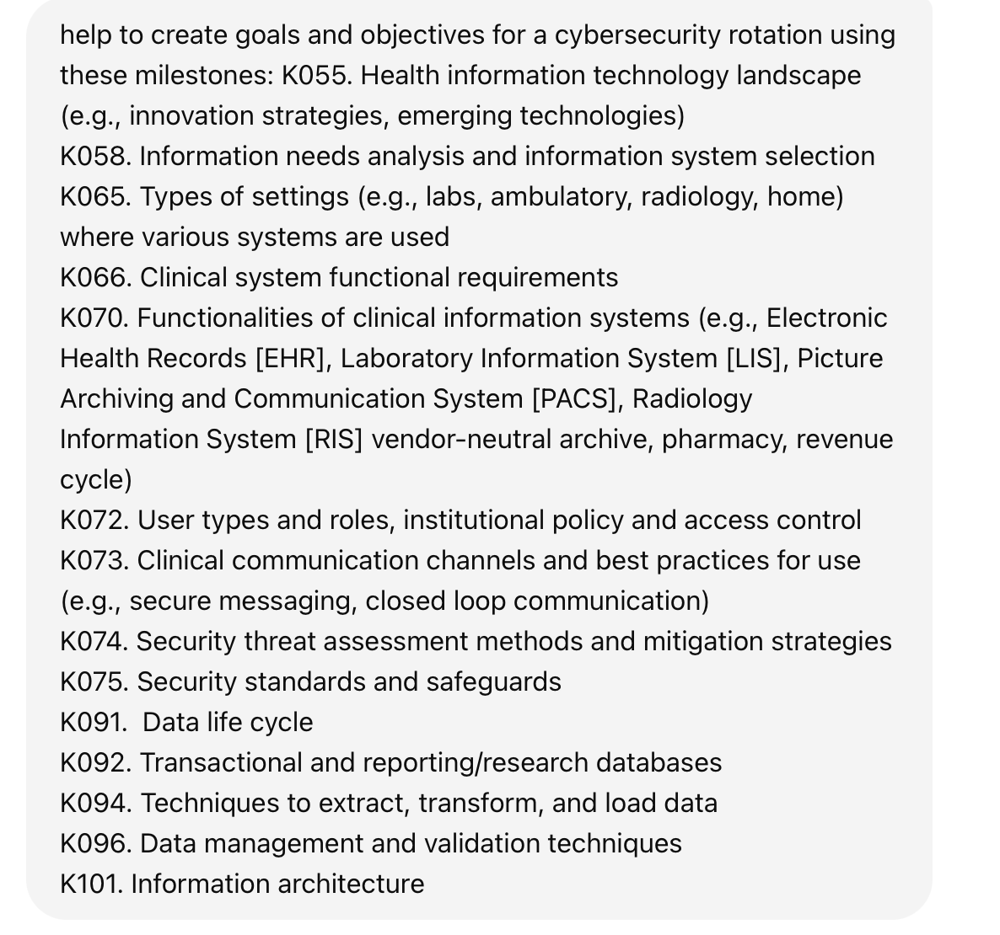 help to create goals and objectives for a cybersecurity rotation using
these milestones: K055. Health information technology landscape
(e.g., innovation strategies, emerging technologies)
K058. Information needs analysis and information system selection
K065. Types of settings (e.g., labs, ambulatory, radiology, home)
where various systems are used
K066. Clinical system functional requirements
K070. Functionalities of clinical information systems (e.g., Electronic
Health Records [EHR], Laboratory Information System [LIS], Picture
Archiving and Communication System [PACS], Radiology
Information System [RIS] vendor-neutral archive, pharmacy, revenue
cycle)
K072. User types and roles, institutional policy and access control
K073. Clinical communication channels and best practices for use
(e.g., secure messaging, closed loop communication)
K074. Security threat assessment methods and mitigation strategies
K075. Security standards and safeguards
K091.  Data life cycle
K092. Transactional and reporting/research databases
K094. Techniques to extract, transform, and load data
K096. Data management and validation techniques
K101. Information architecture